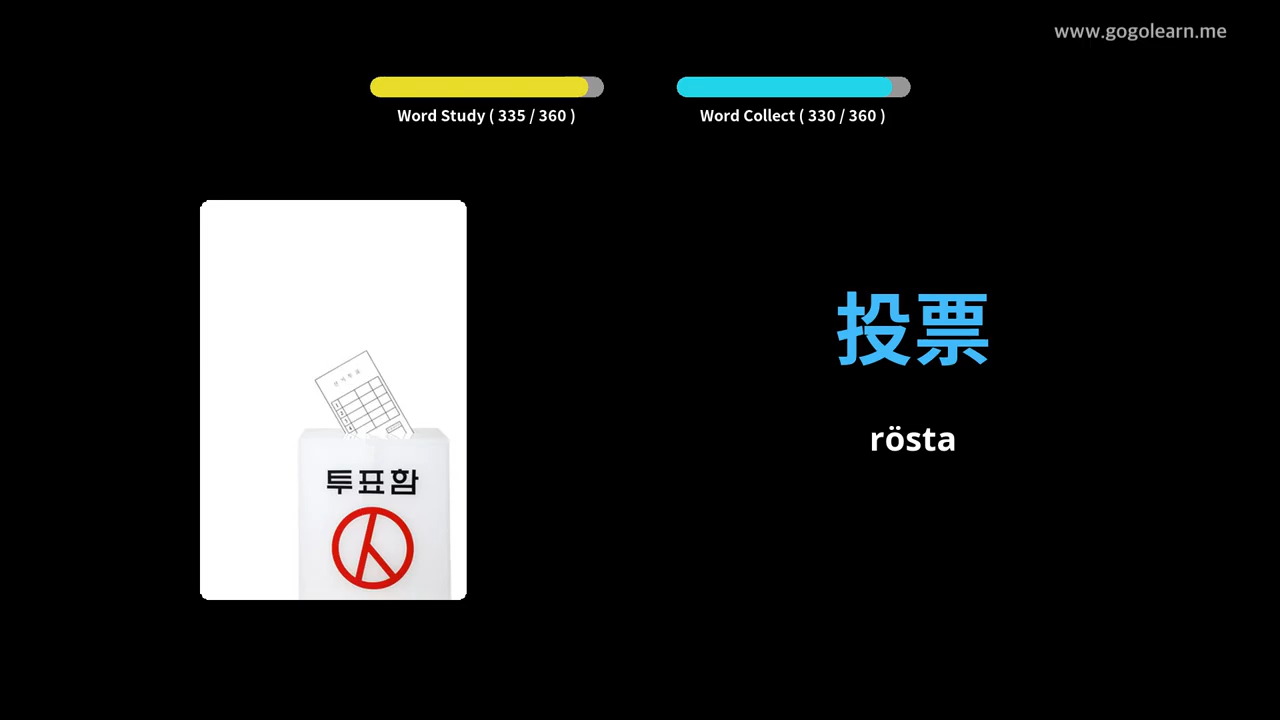 www.gogolearn.me
Word Study ( 335 / 360 )
Word Collect ( 330 / 360 )
投票
rösta
투표함